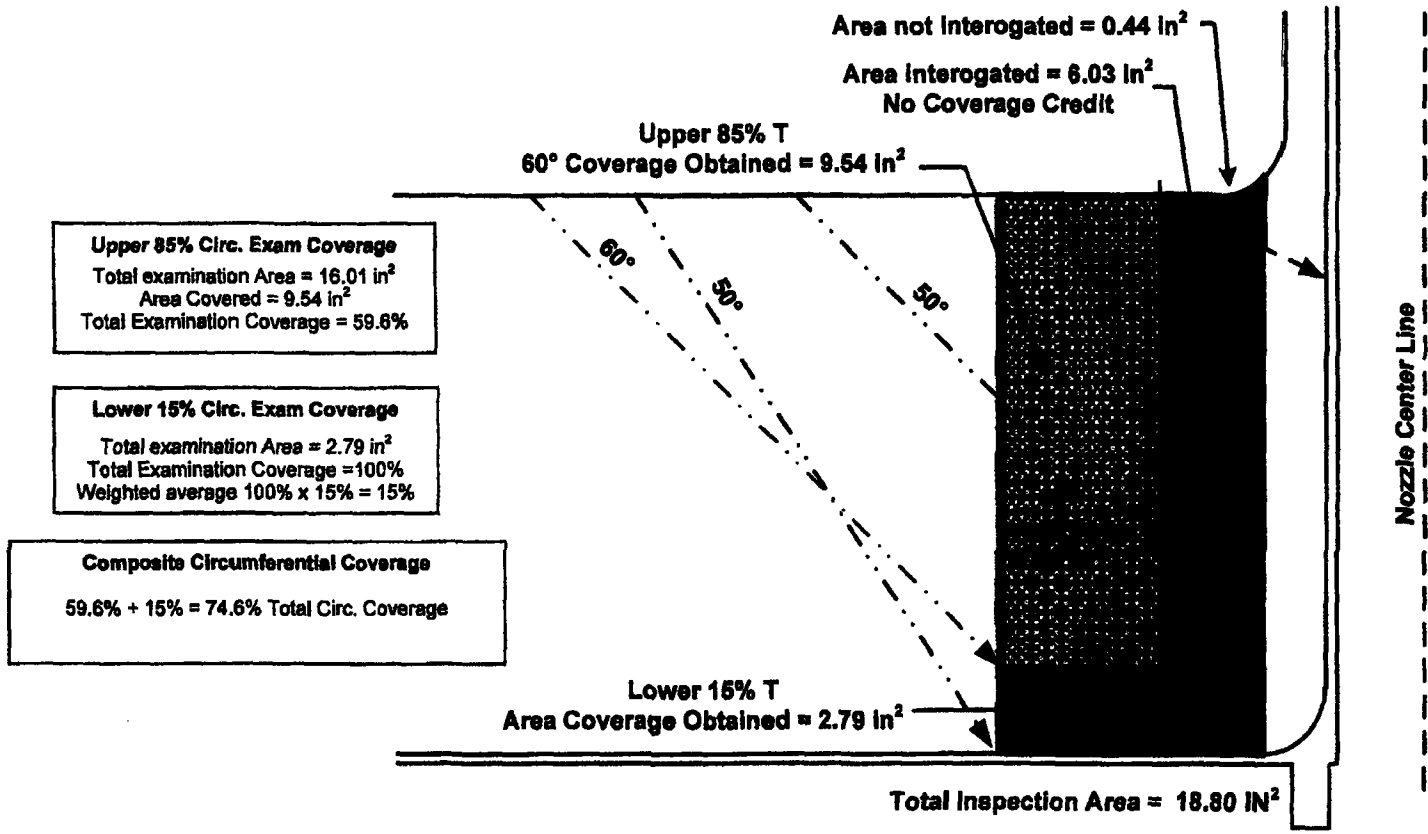 Area not Interogated = 0.44 in²
Area Interogated = 6.03 in²
No Coverage Credit
Upper 85% T
60° Coverage Obtained = 9.54 in²
Upper 85% Circ. Exam Coverage
Total examination Area = 16.01 in²
Area Covered = 9.54 in²
Total Examination Coverage = 59.6%
60°
50°
50°
Lower 15% Circ. Exam Coverage
Total examination Area = 2.79 in²
Total Examination Coverage =100%
Weighted average 100% x 15% = 15%
Composite Circumferential Coverage
59.6% + 15% = 74.6% Total Circ. Coverage
Nozzle Center Line
Lower 15% T
Area Coverage Obtained = 2.79 in²
Total Inspection Area = 18.80 IN²